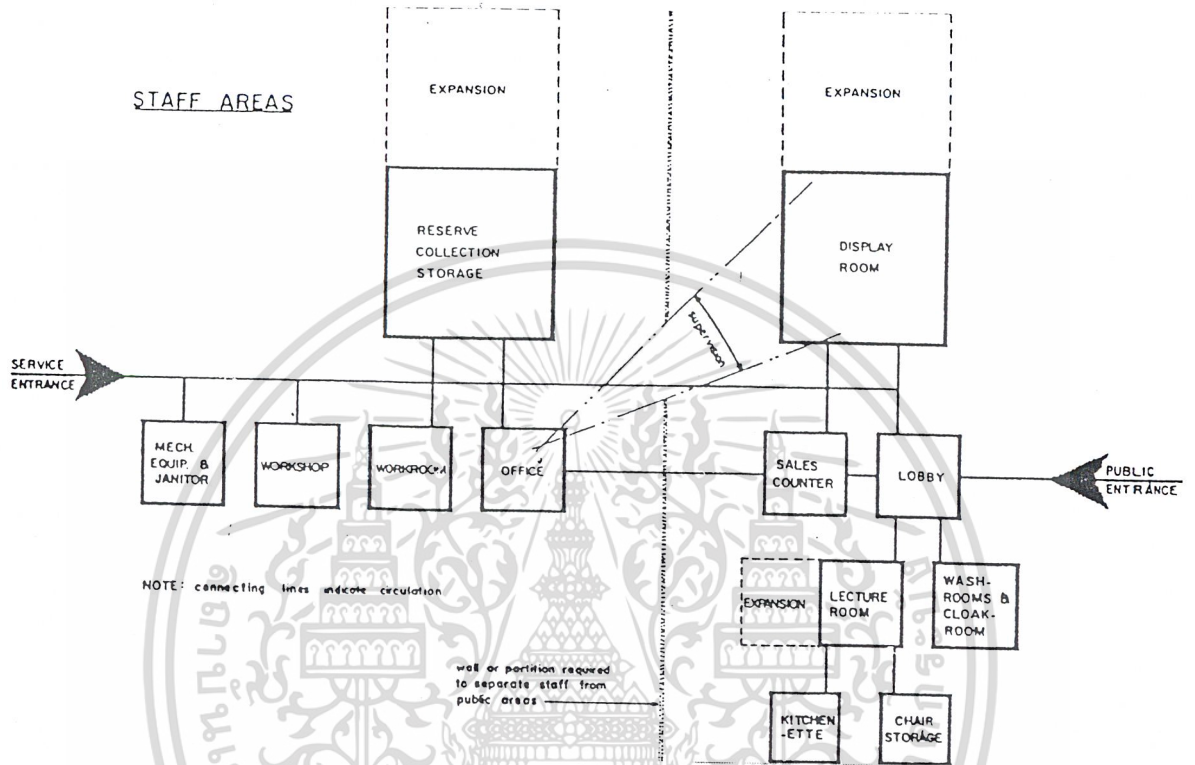 STAFF AREAS
EXPANSION
EXPANSION
RESERVE
COLLECTION
STORAGE
DISPLAY
ROOM
supervision
SERVICE
ENTRANCE
MECH.
EQUIP. &
JANITOR
WORKSHOP
WORKROOM
OFFICE
SALES
COUNTER
LOBBY
PUBLIC
ENTRANCE
NOTE: connecting lines indicate circulation
EXPANSION
LECTURE
ROOM
WASH-
ROOMS &
CLOAK-
ROOM
wall or partition required
to separate staff from
public areas
KITCHEN
-ETTE
CHAIR
STORAGE